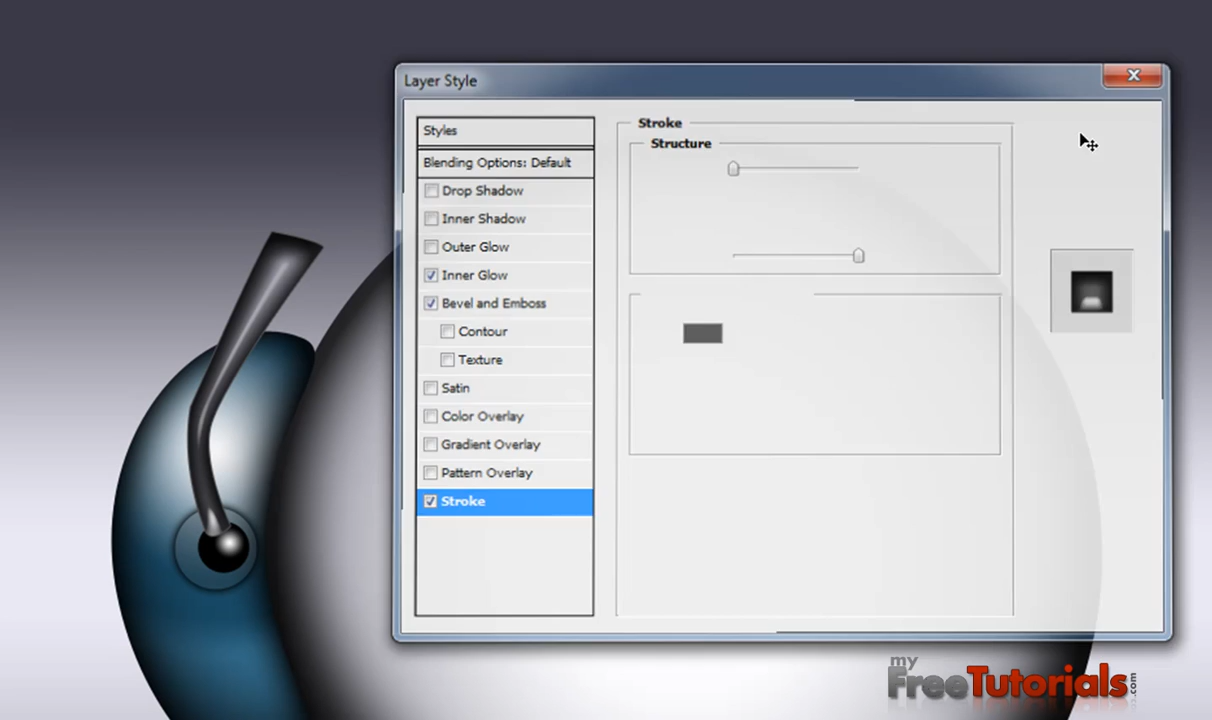 Layer Style
Styles
Blending Options: Default
Drop Shadow
Inner Shadow
Outer Glow
Inner Glow
Bevel and Emboss
Contour
Texture
Satin
Color Overlay
Gradient Overlay
Pattern Overlay
Stroke
Stroke
Structure
my
FreeTutorials.com